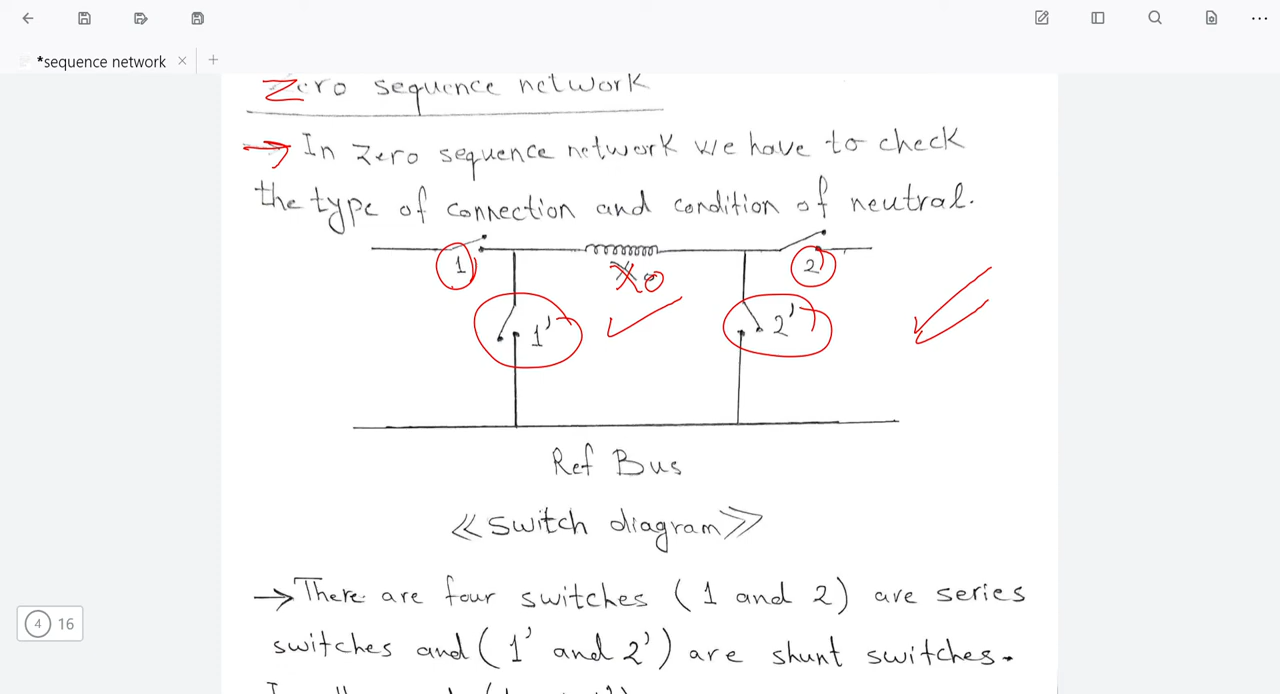 *sequence network
Zero sequence network
→ In Zero sequence network we have to check
the type of connection and condition of neutral.
1
X0
2
1'
2'
Ref Bus
<<Switch diagram>>
→ There are four switches (1 and 2) are series
switches and (1' and 2') are shunt switches.
4 16